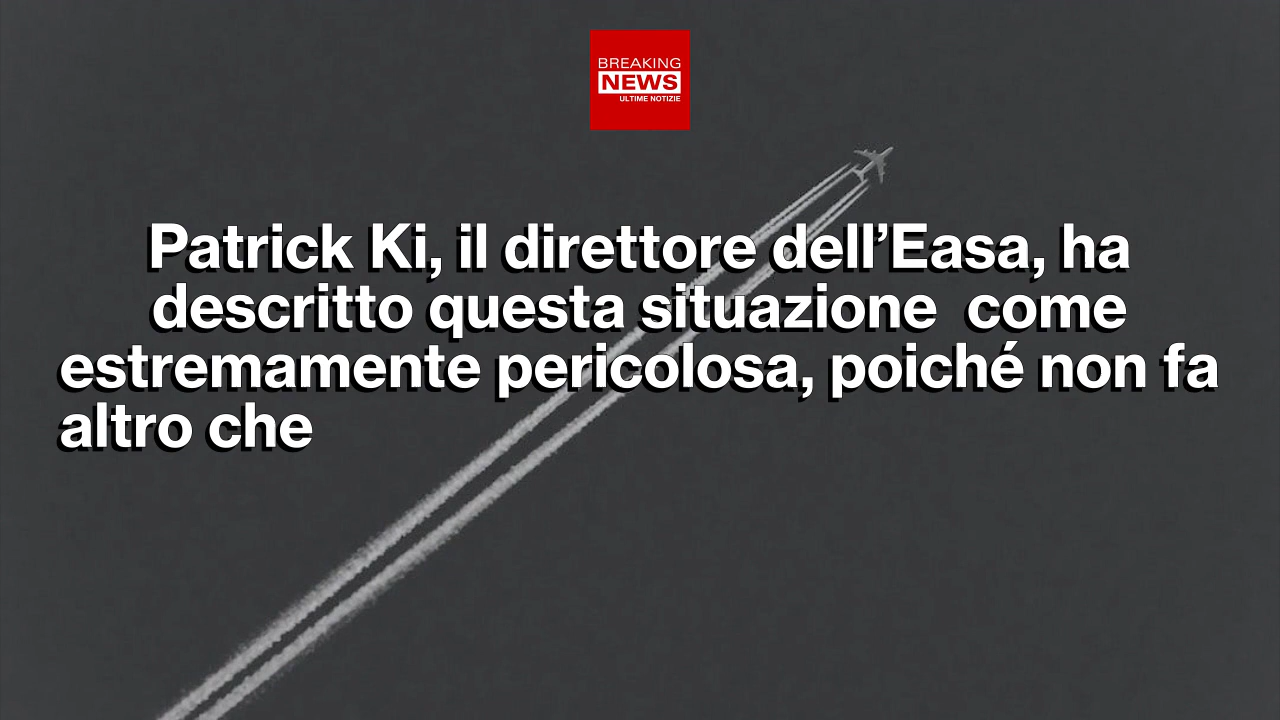 BREAKING
NEWS
ULTIME NOTIZIE
Patrick Ki, il direttore dell’Easa, ha
descritto questa situazione  come
estremamente pericolosa, poiché non fa
altro che